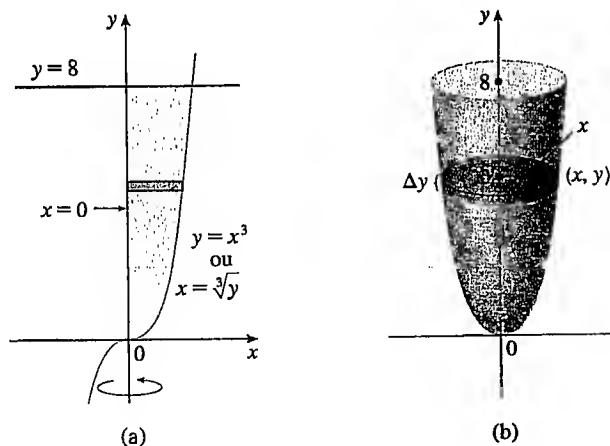 y
y = 8
x = 0
y = x³
ou
x = ∛y
0
x
(a)
y
8
x
Δy
(x, y)
0
(b)